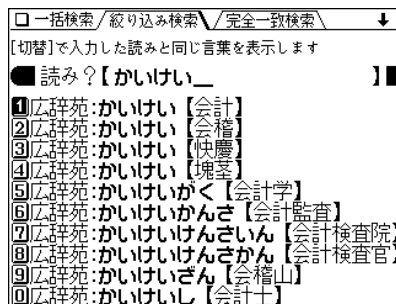 一括検索 絞り込み検索 完全一致検索
[切替]で入力した読みと同じ言葉を表示します
読み?【かいけい_ 】
1広辞苑:かいけい【会計】
2広辞苑:かいけい【会稽】
3広辞苑:かいけい【快慶】
4広辞苑:かいけい【塊茎】
5広辞苑:かいけいがく【会計学】
6広辞苑:かいけいかんさ【会計監査】
7広辞苑:かいけいけんさいん【会計検査院】
8広辞苑:かいけいけんさかん【会計検査官】
9広辞苑:かいけいざん【会稽山】
0広辞苑:かいけいし【会計士】